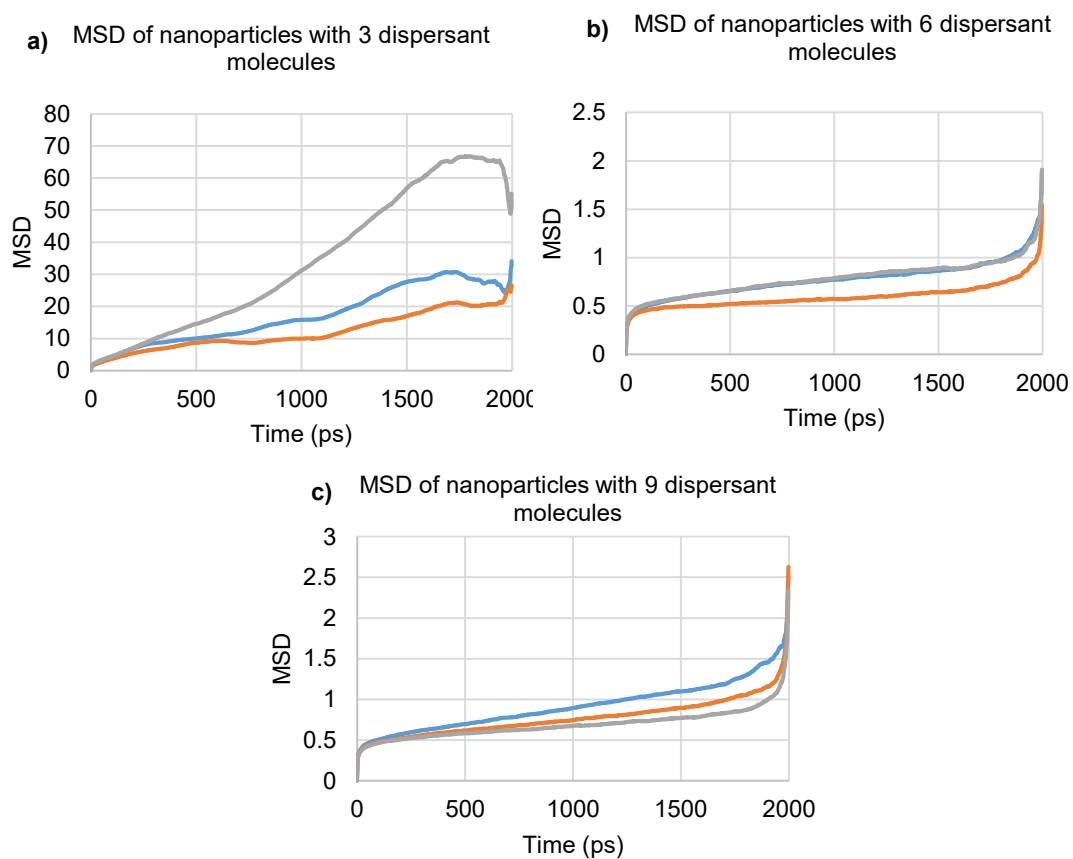 a) MSD of nanoparticles with 3 dispersant
molecules
80
70
60
50
40
30
20
10
0
MSD
0 500 1000 1500 2000
Time (ps)
b) MSD of nanoparticles with 6 dispersant
molecules
2.5
2
1.5
1
0.5
0
MSD
0 500 1000 1500 2000
Time (ps)
c) MSD of nanoparticles with 9 dispersant
molecules
3
2.5
2
1.5
1
0.5
0
MSD
0 500 1000 1500 2000
Time (ps)